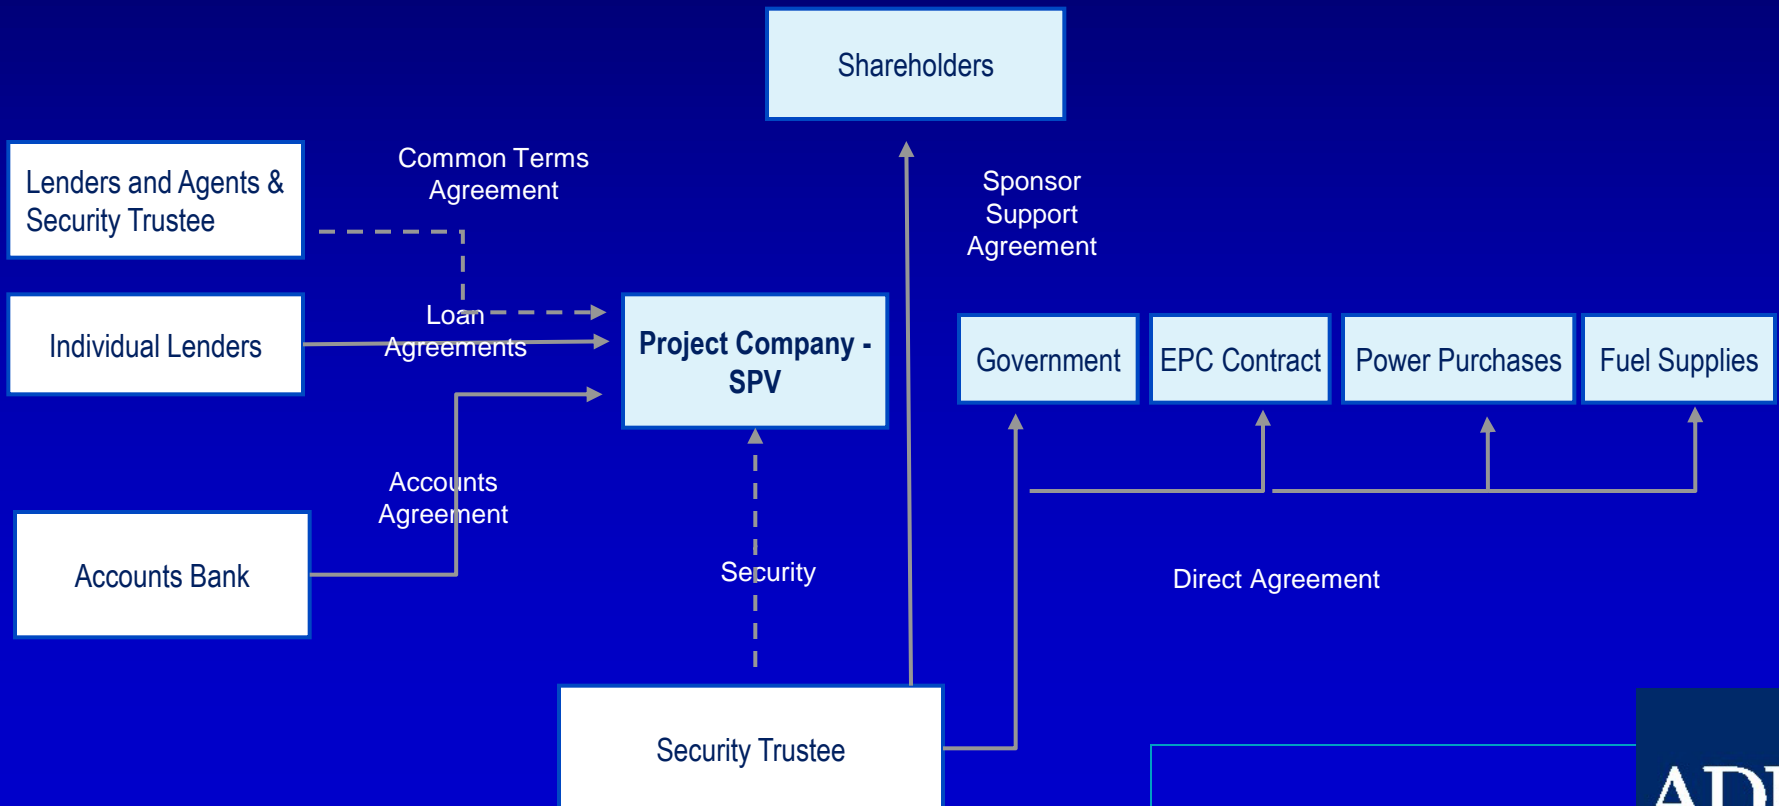 Shareholders
Lenders and Agents &
Security Trustee
Common Terms
Agreement
Sponsor
Support
Agreement
Individual Lenders
Loan
Agreements
Project Company -
SPV
Government
EPC Contract
Power Purchases
Fuel Supplies
Accounts
Agreement
Accounts Bank
Security
Direct Agreement
Security Trustee